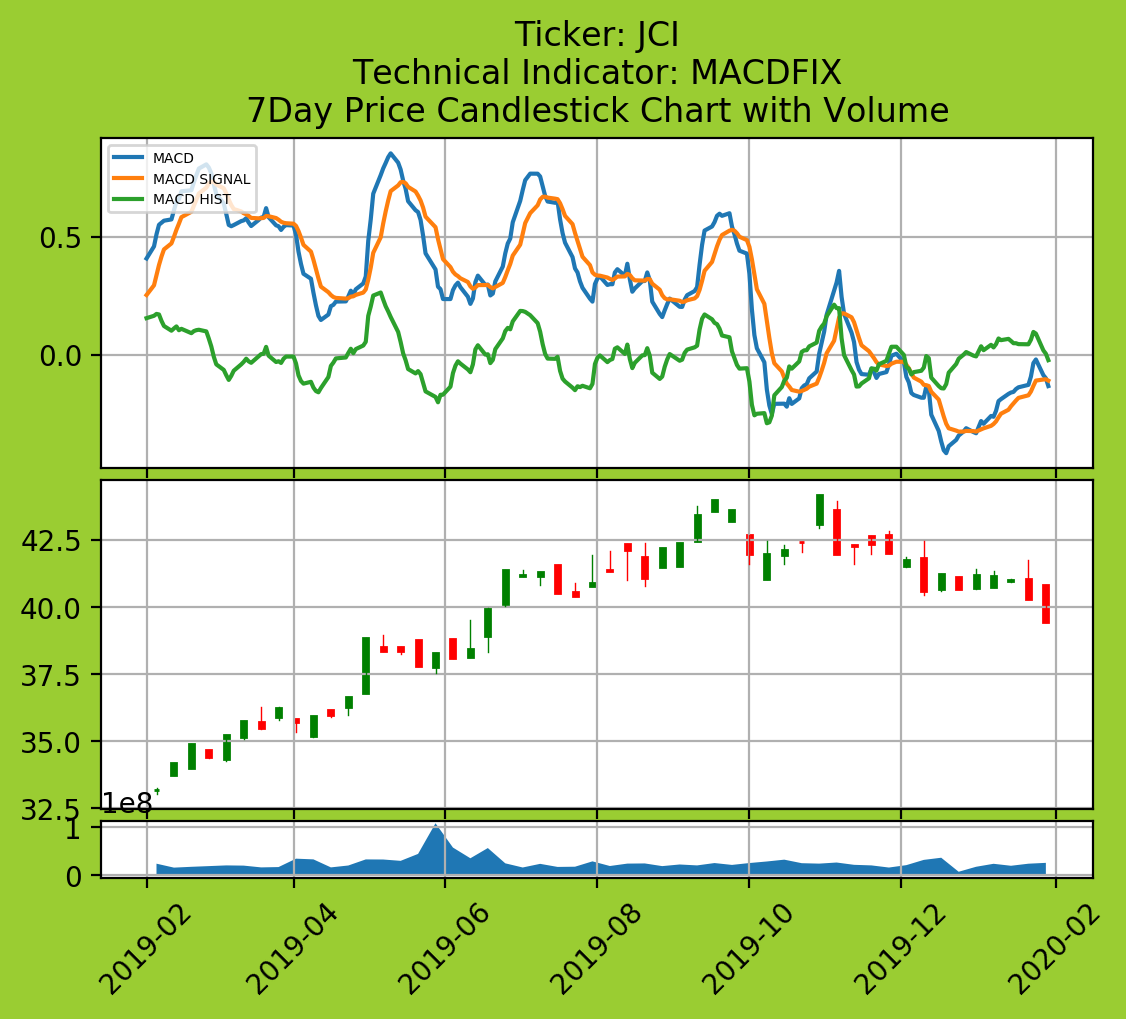 Ticker: JCI
Technical Indicator: MACDFIX
7Day Price Candlestick Chart with Volume
MACD
MACD SIGNAL
MACD HIST
0.5
0.0
42.5
40.0
37.5
35.0
32.5
1e8
1
0
2019-02
2019-04
2019-06
2019-08
2019-10
2019-12
2020-02